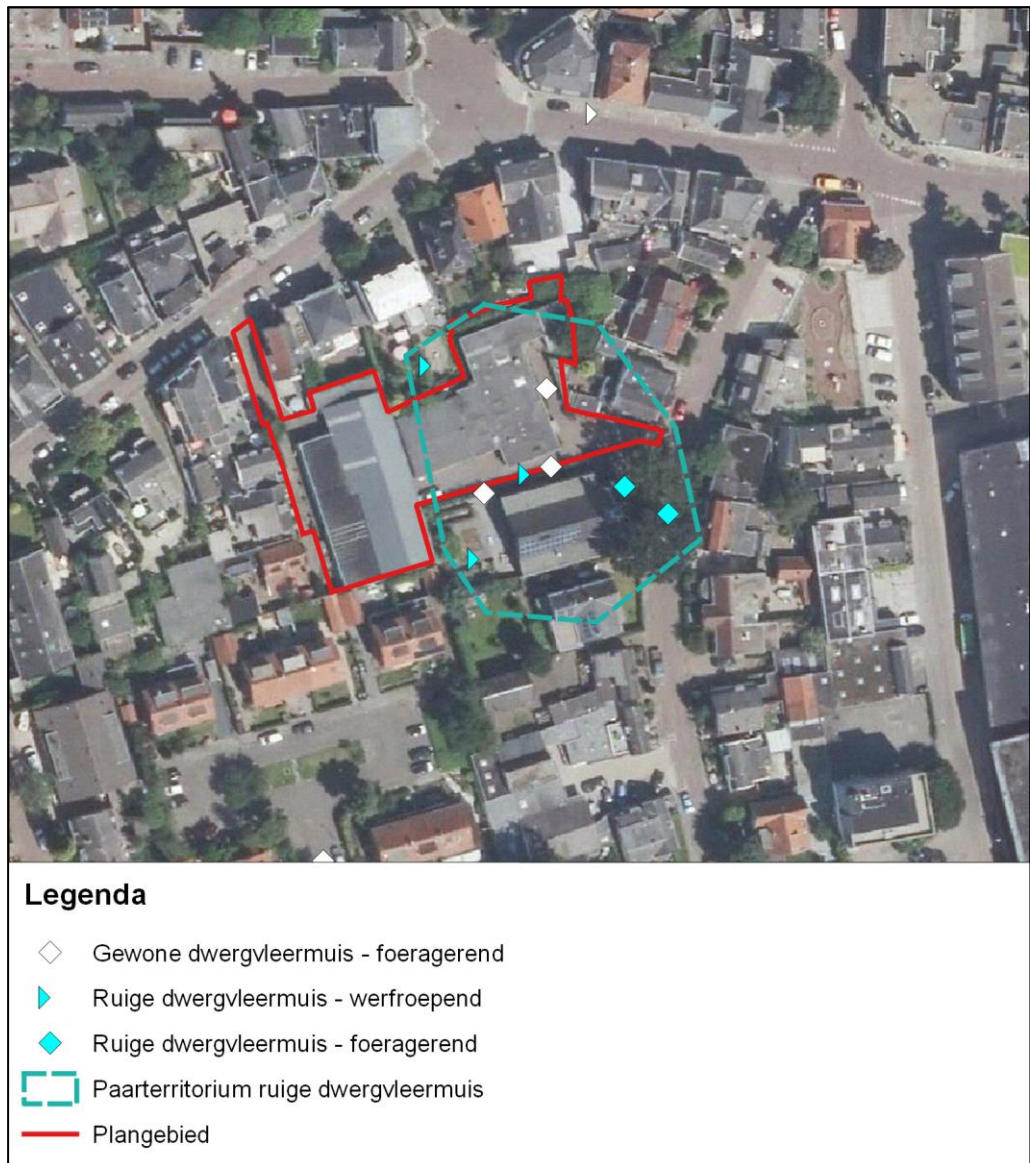 Legenda
Gewone dwergvleermuis - foeragerend
Ruige dwergvleermuis - werfroepend
Ruige dwergvleermuis - foeragerend
Paarterritorium ruige dwergvleermuis
Plangebied